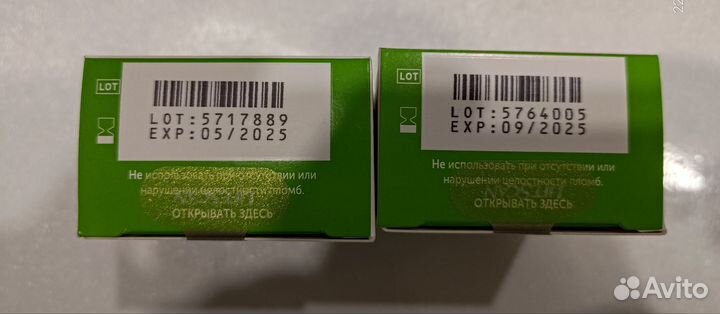 LOT
LOT:5717889
EXP:05/2025
Не использовать при отсутствии или
нарушении целостности пломб.
ОТКРЫВАТЬ ЗДЕСЬ
LOT
LOT:5764005
EXP:09/2025
Не использовать при отсутствии или
нарушении целостности пломб.
ОТКРЫВАТЬ ЗДЕСЬ
22
Avito